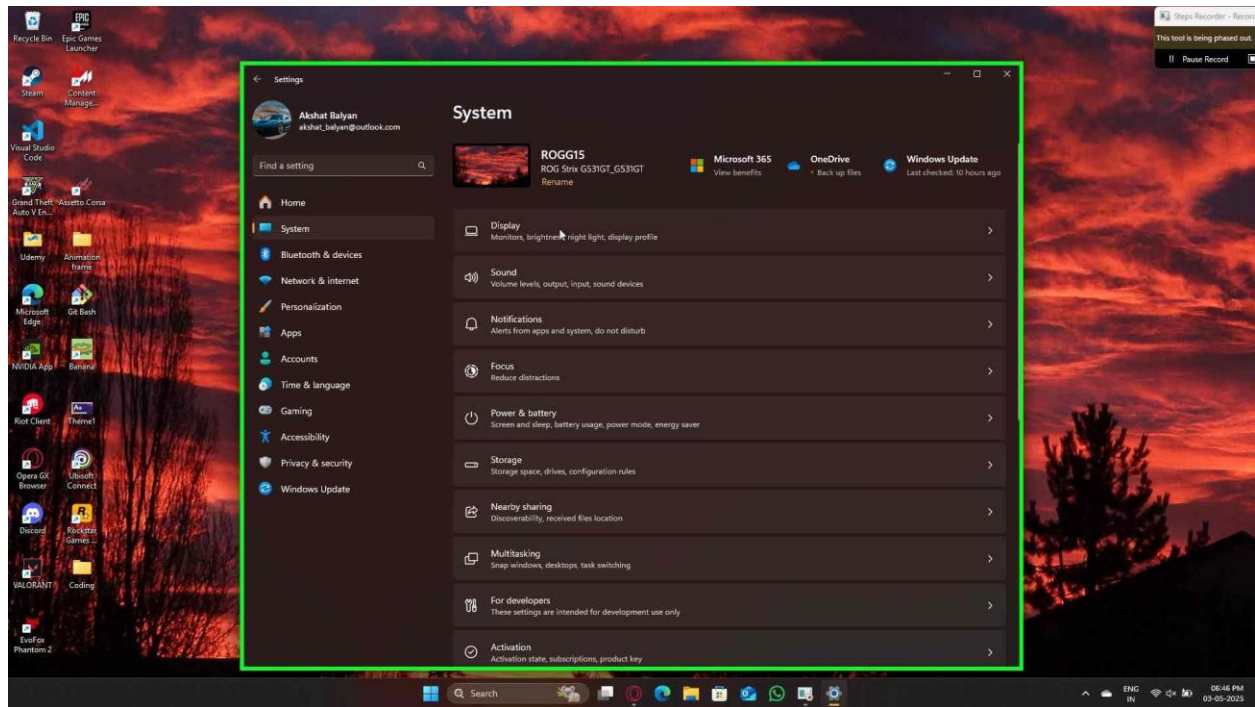 Recycle Bin
Epic Games
Launcher
EPIC
GAMES
Steam
Content
Manage...
Visual Studio
Code
Grand Theft
Auto V En...
Assetto Corsa
Udemy
Animation
frame
Microsoft
Edge
Git Bash
NVIDIA App
Banana
Riot Client
Theme1
Opera GX
Browser
Ubisoft
Connect
Discord
Rockstar
Games ...
VALORANT
Coding
EvoFox
Phantom 2
Settings
Akshat Balyan
akshat_balyan@outlook.com
Find a setting
Home
System
Bluetooth & devices
Network & internet
Personalization
Apps
Accounts
Time & language
Gaming
Accessibility
Privacy & security
Windows Update
System
ROGG15
ROG Strix G531GT_G531GT
Rename
Microsoft 365
View benefits
OneDrive
• Back up files
Windows Update
Last checked: 10 hours ago
Display
Monitors, brightness, night light, display profile
Sound
Volume levels, output, input, sound devices
Notifications
Alerts from apps and system, do not disturb
Focus
Reduce distractions
Power & battery
Screen and sleep, battery usage, power mode, energy saver
Storage
Storage space, drives, configuration rules
Nearby sharing
Discoverability, received files location
Multitasking
Snap windows, desktops, task switching
For developers
These settings are intended for development use only
Activation
Activation state, subscriptions, product key
Steps Recorder - Recor
This tool is being phased out.
Pause Record
Search
ENG
IN
06:46 PM
03-05-2025